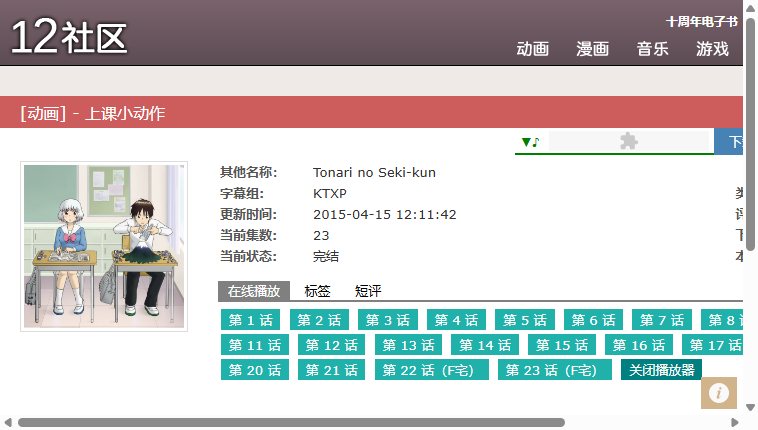 12社区
十周年电子书
动画 漫画 音乐 游戏
[动画] - 上课小动作
▼♪
下
其他名称: Tonari no Seki-kun
字幕组: KTXP
更新时间: 2015-04-15 12:11:42
当前集数: 23
当前状态: 完结
在线播放 标签 短评
第 1 话 第 2 话 第 3 话 第 4 话 第 5 话 第 6 话 第 7 话 第 8
第 11 话 第 12 话 第 13 话 第 14 话 第 15 话 第 16 话 第 17 话
第 20 话 第 21 话 第 22 话（F宅） 第 23 话（F宅） 关闭播放器